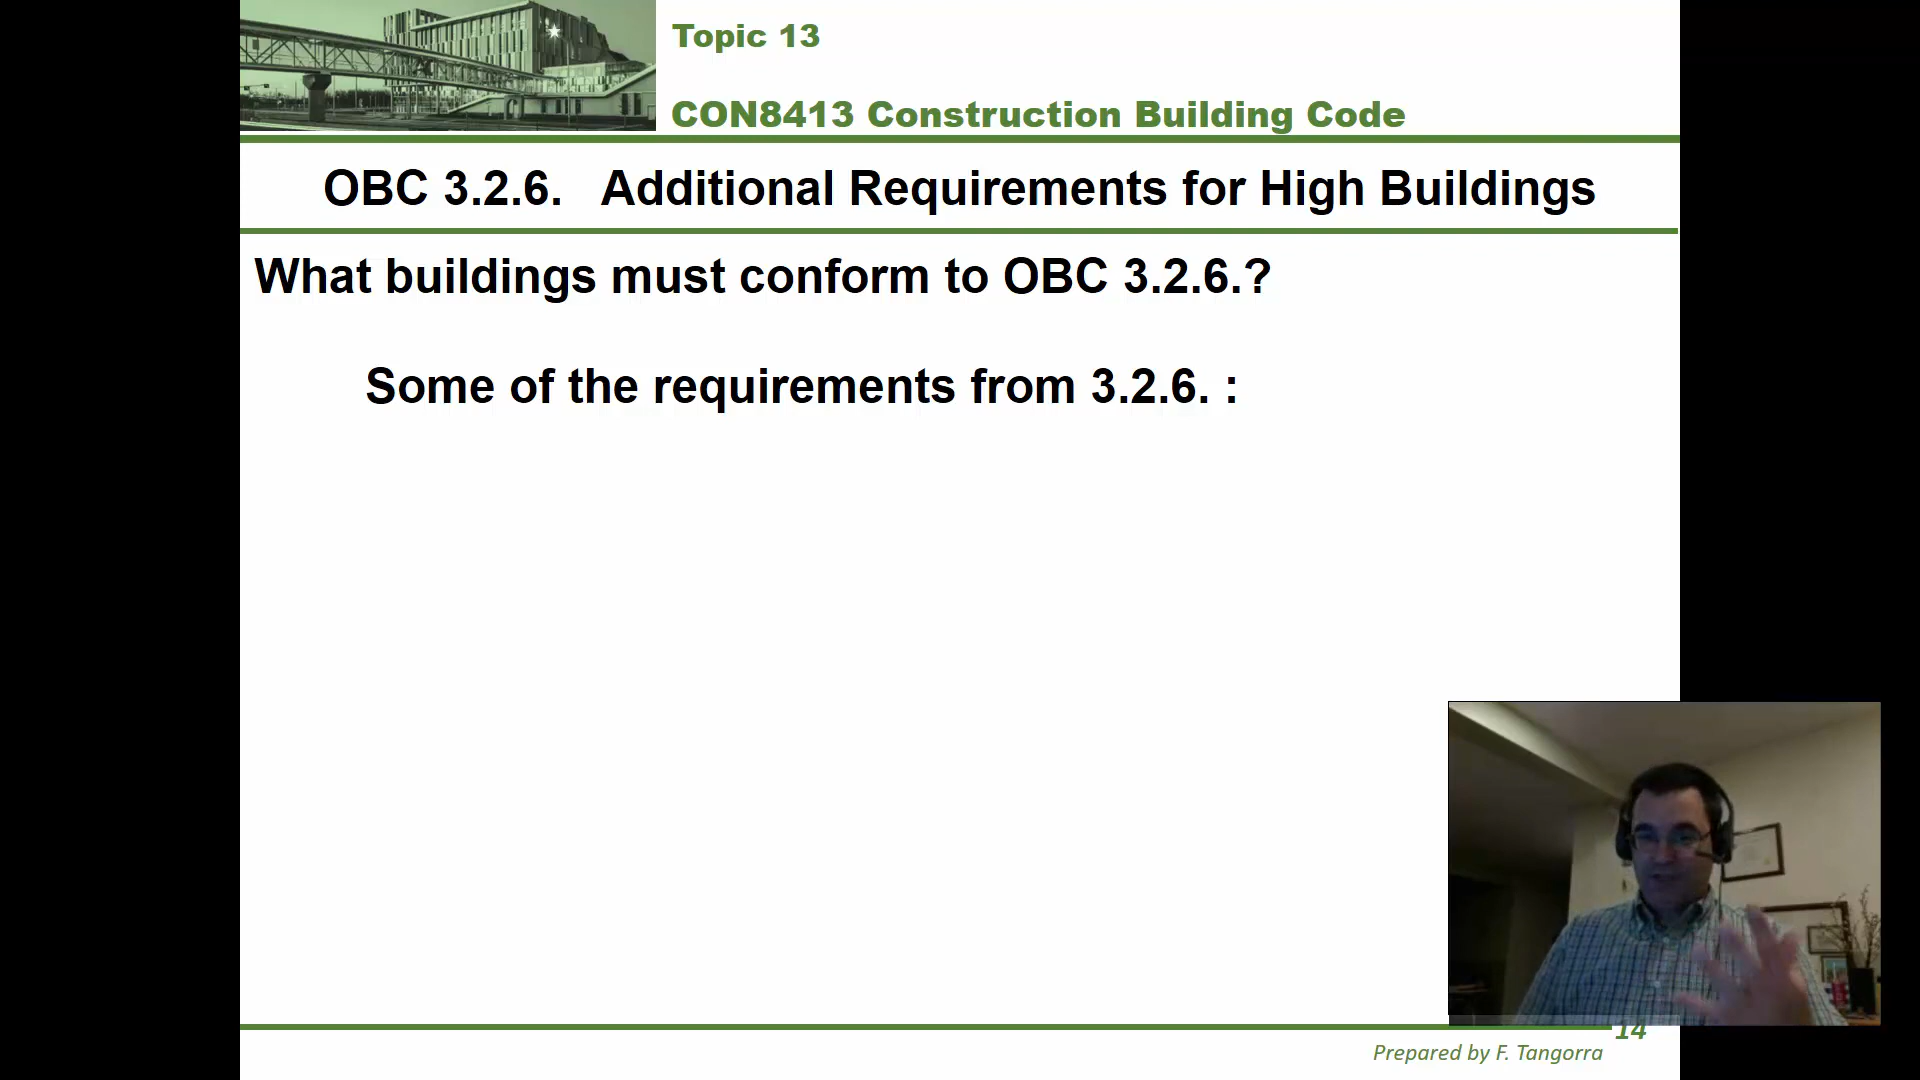 Topic 13
CON8413 Construction Building Code
OBC 3.2.6. Additional Requirements for High Buildings
What buildings must conform to OBC 3.2.6.?
Some of the requirements from 3.2.6. :
14
Prepared by F. Tangorra